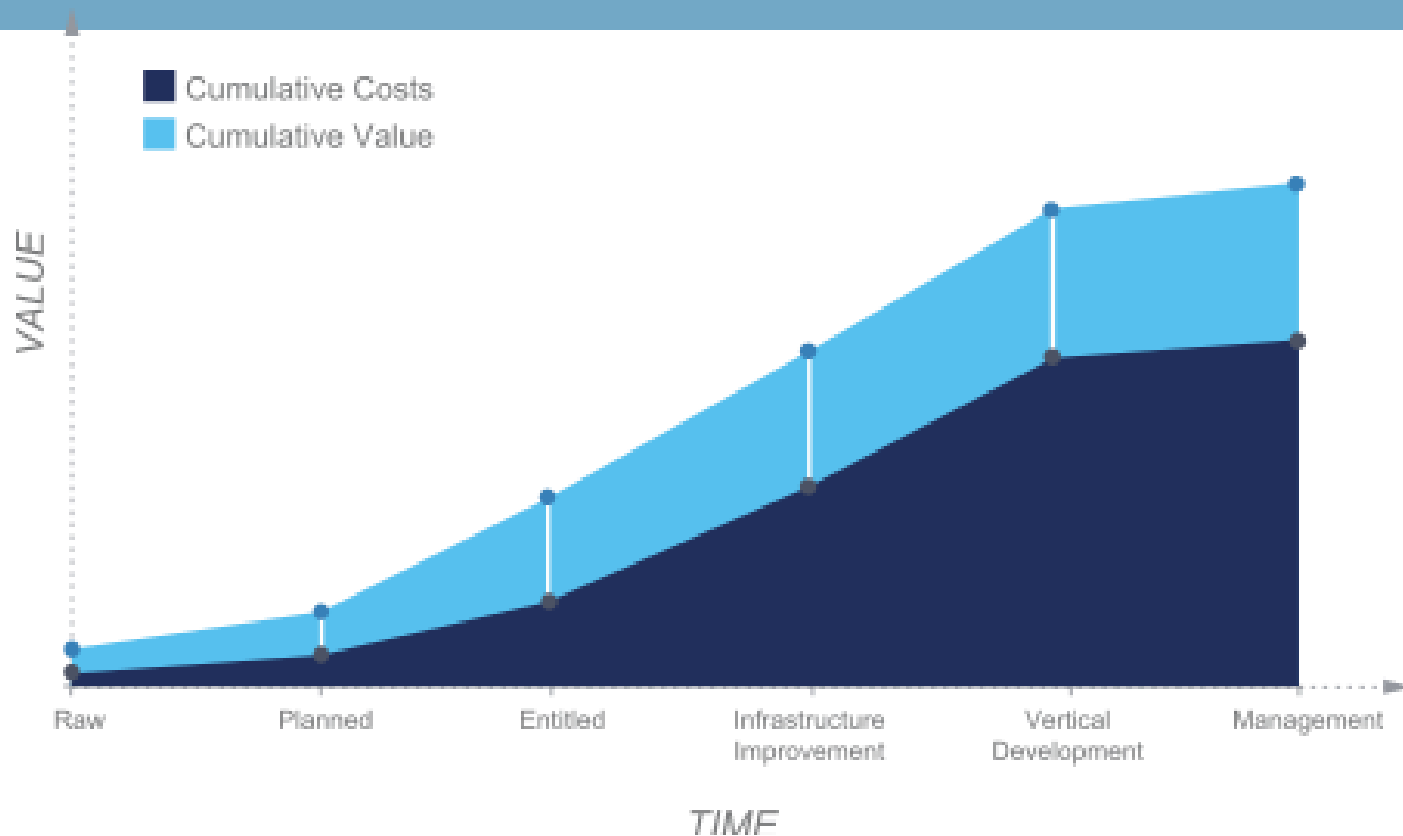 Cumulative Costs
Cumulative Value
VALUE
Raw
Planned
Entitled
Infrastructure
Improvement
Vertical
Development
Management
TIME